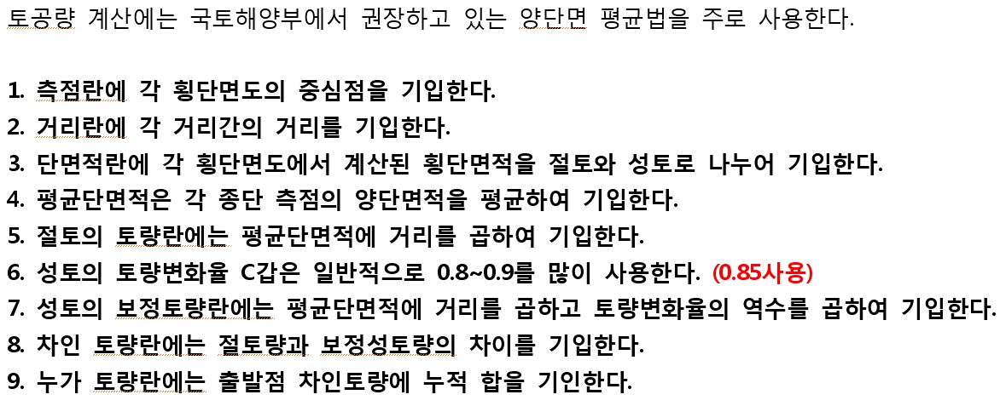 토공량 계산에는 국토해양부에서 권장하고 있는 양단면 평균법을 주로 사용한다.
1. 측점란에 각 횡단면도의 중심점을 기입한다.
2. 거리란에 각 거리간의 거리를 기입한다.
3. 단면적란에 각 횡단면도에서 계산된 횡단면적을 절토와 성토로 나누어 기입한다.
4. 평균단면적은 각 종단 측점의 양단면적을 평균하여 기입한다.
5. 절토의 토량란에는 평균단면적에 거리를 곱하여 기입한다.
6. 성토의 토량변화율 C갑은 일반적으로 0.8~0.9를 많이 사용한다. (0.85사용)
7. 성토의 보정토량란에는 평균단면적에 거리를 곱하고 토량변화율의 역수를 곱하여 기입한다.
8. 차인 토량란에는 절토량과 보정성토량의 차이를 기입한다.
9. 누가 토량란에는 출발점 차인토량에 누적 합을 기인한다.